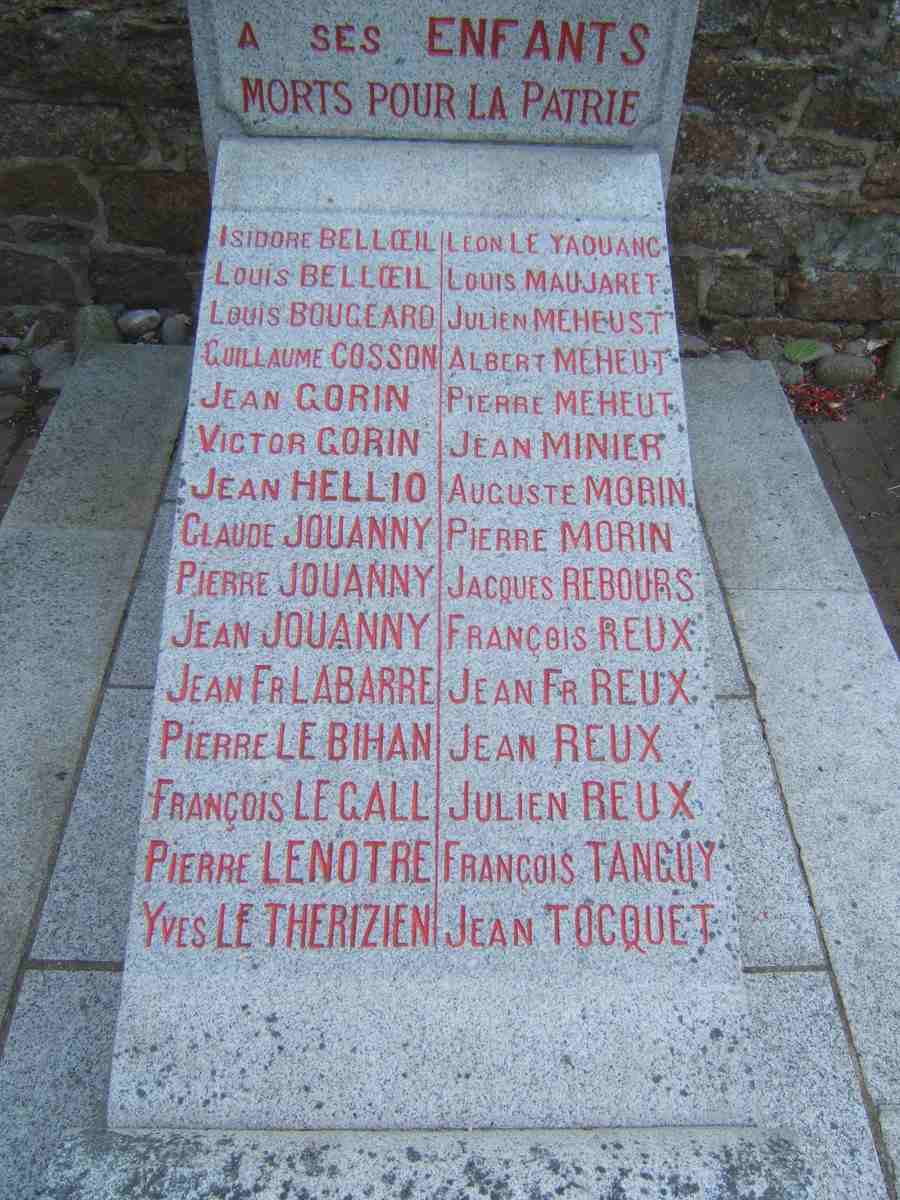 A SES ENFANTS
MORTS POUR LA PATRIE
ISIDORE BELLŒIL
LOUIS BELLŒIL
LOUIS BOUGEARD
GUILLAUME COSSON
JEAN GORIN
VICTOR GORIN
JEAN HELLIO
CLAUDE JOUANNY
PIERRE JOUANNY
JEAN JOUANNY
JEAN FR LABARRE
PIERRE LE BIHAN
FRANÇOIS LE GALL
PIERRE LENOTRE
YVES LE THERIZIEN
LEON LE YAOUANC
LOUIS MAUJARET
JULIEN MEHEUST
ALBERT MEHEUT
PIERRE MEHEUT
JEAN MINIER
AUGUSTE MORIN
PIERRE MORIN
JACQUES REBOURS
FRANÇOIS REUX
JEAN FR REUX
JEAN REUX
JULIEN REUX
FRANÇOIS TANGUY
JEAN TOCQUET